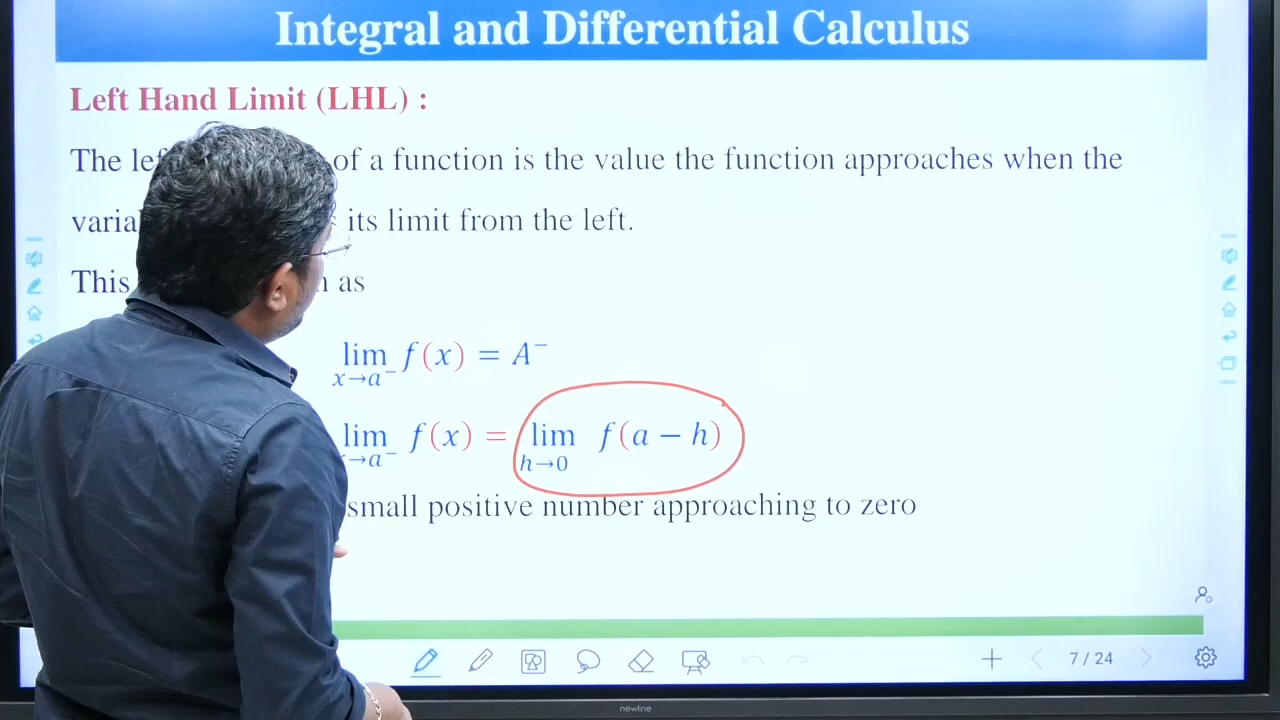 Integral and Differential Calculus
Left Hand Limit (LHL) :
The of a function is the value the function approaches when the
its limit from the left.
This as
lim f(x) = A⁻
x→a⁻
lim f(x) = lim f(a − h)
→a⁻ h→0
small positive number approaching to zero
7 / 24
newline